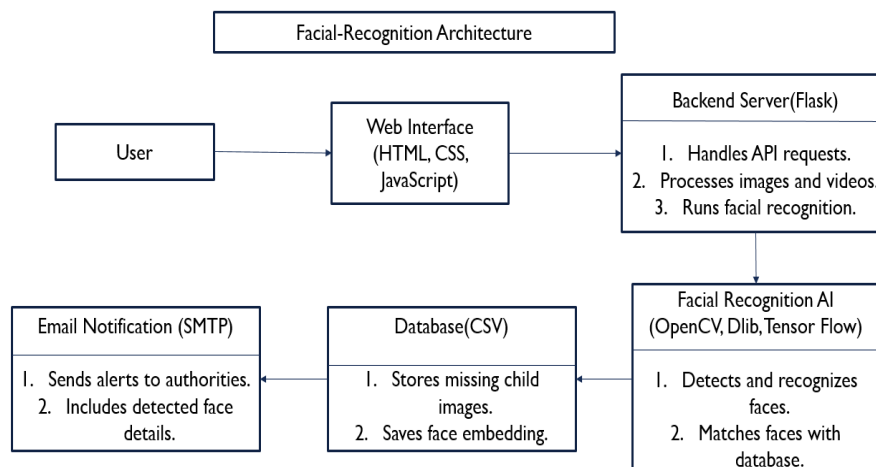 Facial-Recognition Architecture
User
Web Interface
(HTML, CSS,
JavaScript)
Backend Server(Flask)
1. Handles API requests.
2. Processes images and videos.
3. Runs facial recognition.
Facial Recognition AI
(OpenCV, Dlib, Tensor Flow)
1. Detects and recognizes
faces.
2. Matches faces with
database.
Database(CSV)
1. Stores missing child
images.
2. Saves face embedding.
Email Notification (SMTP)
1. Sends alerts to authorities.
2. Includes detected face
details.